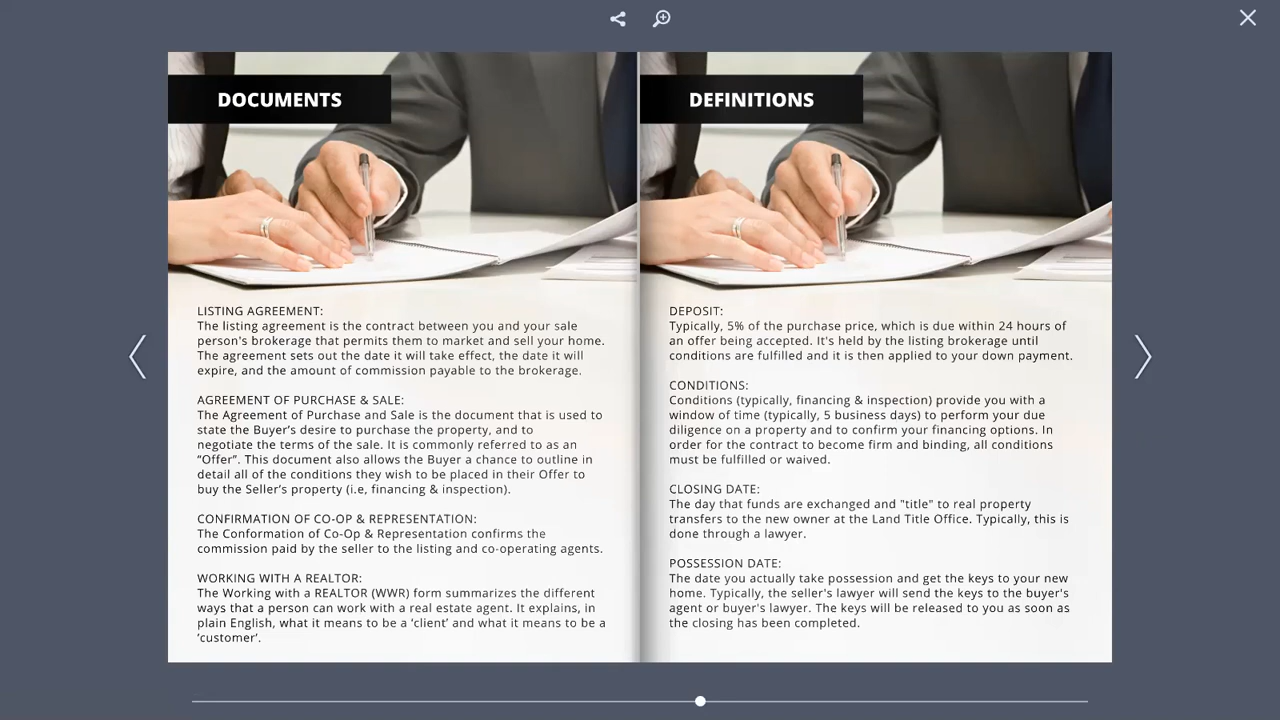 DOCUMENTS
LISTING AGREEMENT:
The listing agreement is the contract between you and your sale
person's brokerage that permits them to market and sell your home.
The agreement sets out the date it will take effect, the date it will
expire, and the amount of commission payable to the brokerage.
AGREEMENT OF PURCHASE & SALE:
The Agreement of Purchase and Sale is the document that is used to
state the Buyer’s desire to purchase the property, and to
negotiate the terms of the sale. It is commonly referred to as an
“Offer”. This document also allows the Buyer a chance to outline in
detail all of the conditions they wish to be placed in their Offer to
buy the Seller’s property (i.e, financing & inspection).
CONFIRMATION OF CO-OP & REPRESENTATION:
The Conformation of Co-Op & Representation confirms the
commission paid by the seller to the listing and co-operating agents.
WORKING WITH A REALTOR:
The Working with a REALTOR (WWR) form summarizes the different
ways that a person can work with a real estate agent. It explains, in
plain English, what it means to be a ‘client’ and what it means to be a
‘customer’.
DEFINITIONS
DEPOSIT:
Typically, 5% of the purchase price, which is due within 24 hours of
an offer being accepted. It's held by the listing brokerage until
conditions are fulfilled and it is then applied to your down payment.
CONDITIONS:
Conditions (typically, financing & inspection) provide you with a
window of time (typically, 5 business days) to perform your due
diligence on a property and to confirm your financing options. In
order for the contract to become firm and binding, all conditions
must be fulfilled or waived.
CLOSING DATE:
The day that funds are exchanged and "title" to real property
transfers to the new owner at the Land Title Office. Typically, this is
done through a lawyer.
POSSESSION DATE:
The date you actually take possession and get the keys to your new
home. Typically, the seller's lawyer will send the keys to the buyer's
agent or buyer's lawyer. The keys will be released to you as soon as
the closing has been completed.